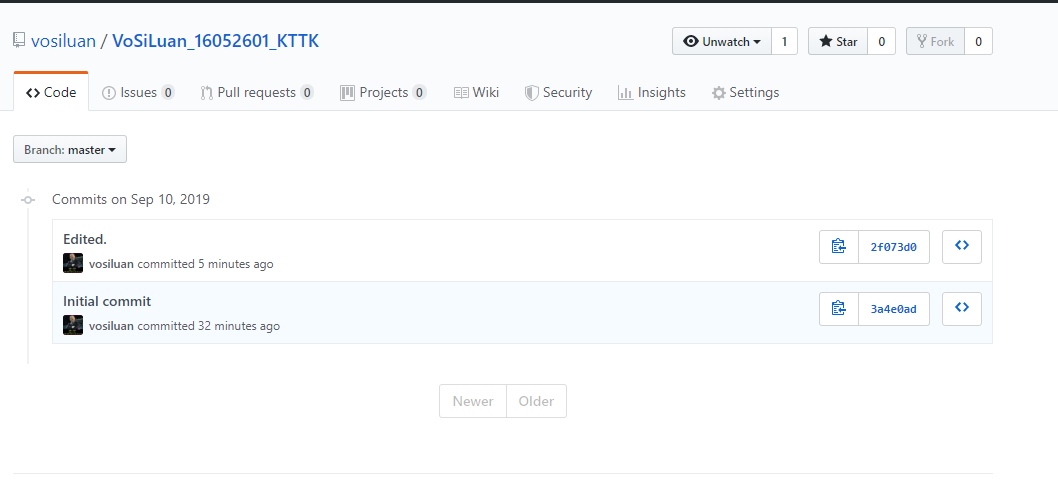 vosiluan / VoSiLuan_16052601_KTTK Unwatch 1 Star 0 Fork 0
Code Issues 0 Pull requests 0 Projects 0 Wiki Security Insights Settings
Branch: master
Commits on Sep 10, 2019
Edited.
2f073d0
vosiluan committed 5 minutes ago
Initial commit
3a4e0ad
vosiluan committed 32 minutes ago
Newer Older